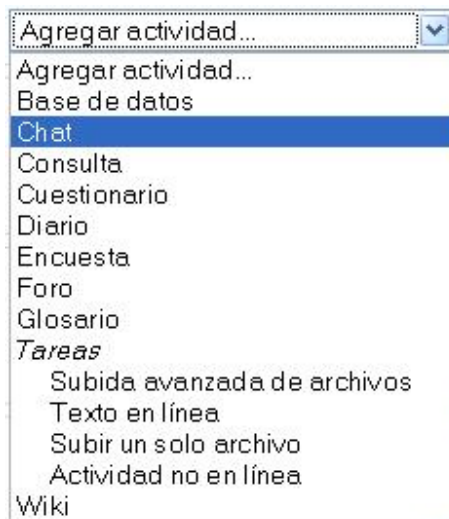 Agregar actividad...
Agregar actividad...
Base de datos
Chat
Consulta
Cuestionario
Diario
Encuesta
Foro
Glosario
Tareas
Subida avanzada de archivos
Texto en línea
Subir un solo archivo
Actividad no en línea
Wiki